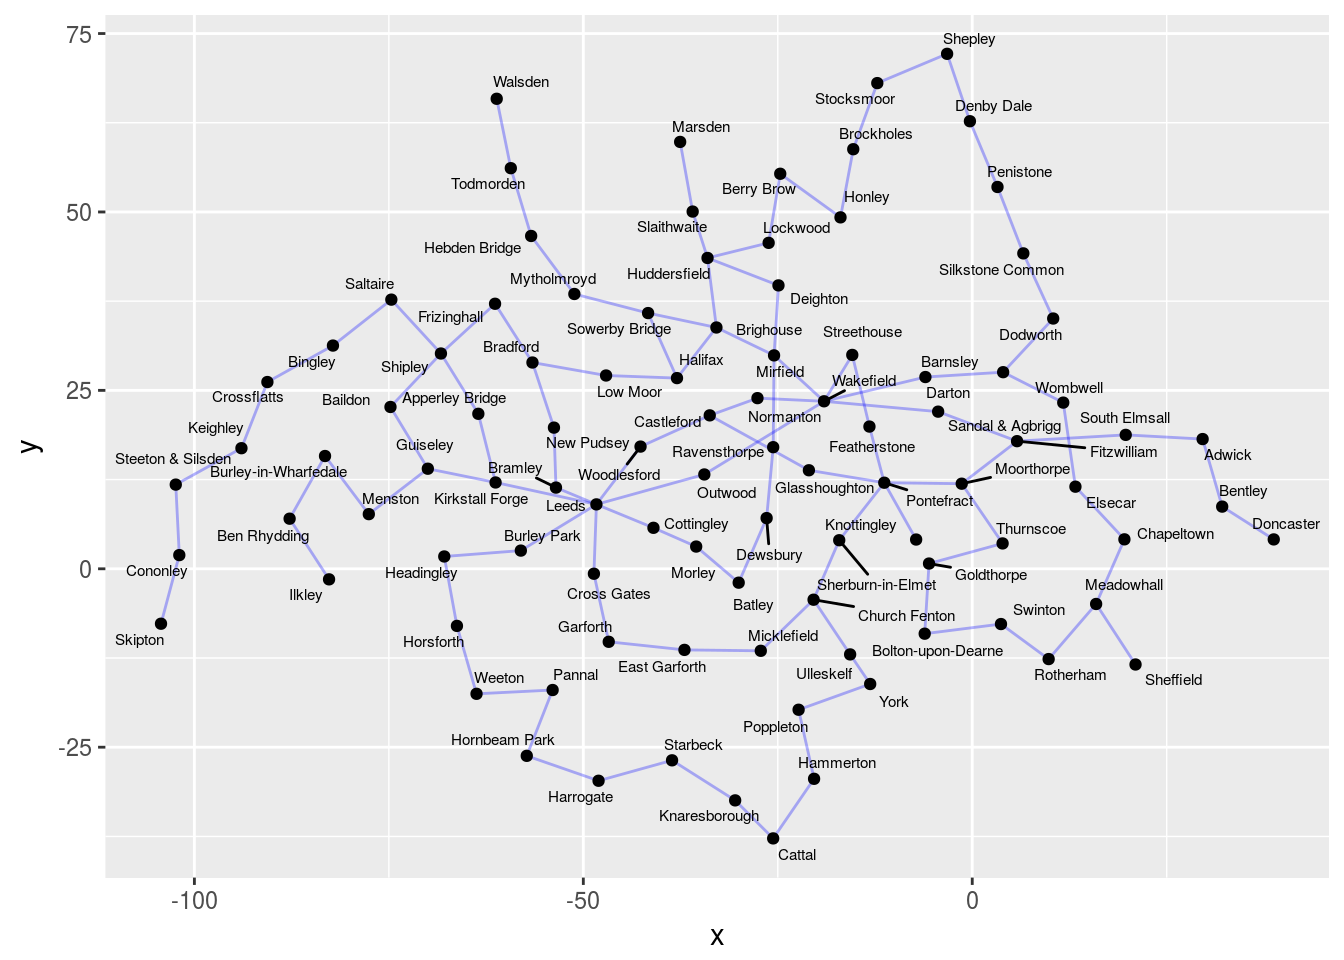 75
Shepley
Walsden
Stocksmoor
Denby Dale
Marsden
Brockholes
Todmorden
Berry Brow
Penistone
Honley
50
Slaithwaite
Lockwood
Hebden Bridge
Huddersfield
Silkstone Common
Saltaire
Mytholmroyd
Deighton
Frizinghall
Sowerby Bridge
Brighouse
Streethouse
Dodworth
Bradford
Bingley
Shipley
Halifax
Mirfield
Barnsley
Wakefield
25
Low Moor
Wombwell
Crossflatts
Baildon
Apperley Bridge
Darton
Normanton
South Elmsall
Castleford
Keighley
Sandal & Agbrigg
Guiseley
New Pudsey
Featherstone
Ravensthorpe
Fitzwilliam
Adwick
Steeton & Silsden
Burley-in-Wharfedale
Bramley
Woodlesford
Moorthorpe
Menston
Kirkstall Forge
Outwood
Glasshoughton
Pontefract
Bentley
Leeds
Elsecar
Cottingley
Knottingley
Doncaster
Ben Rhydding
Burley Park
Thurnscoe
Chapeltown
Dewsbury
0
Cononley
Headingley
Morley
Goldthorpe
Ilkley
Cross Gates
Sherburn-in-Elmet
Meadowhall
Batley
Church Fenton
Swinton
Skipton
Horsforth
Garforth
Micklefield
Bolton-upon-Dearne
East Garforth
Ulleskelf
Rotherham
Sheffield
Weeton
Pannal
York
Poppleton
-25
Hornbeam Park
Starbeck
Hammerton
Harrogate
Knaresborough
Cattal
-100
-50
0
x
y